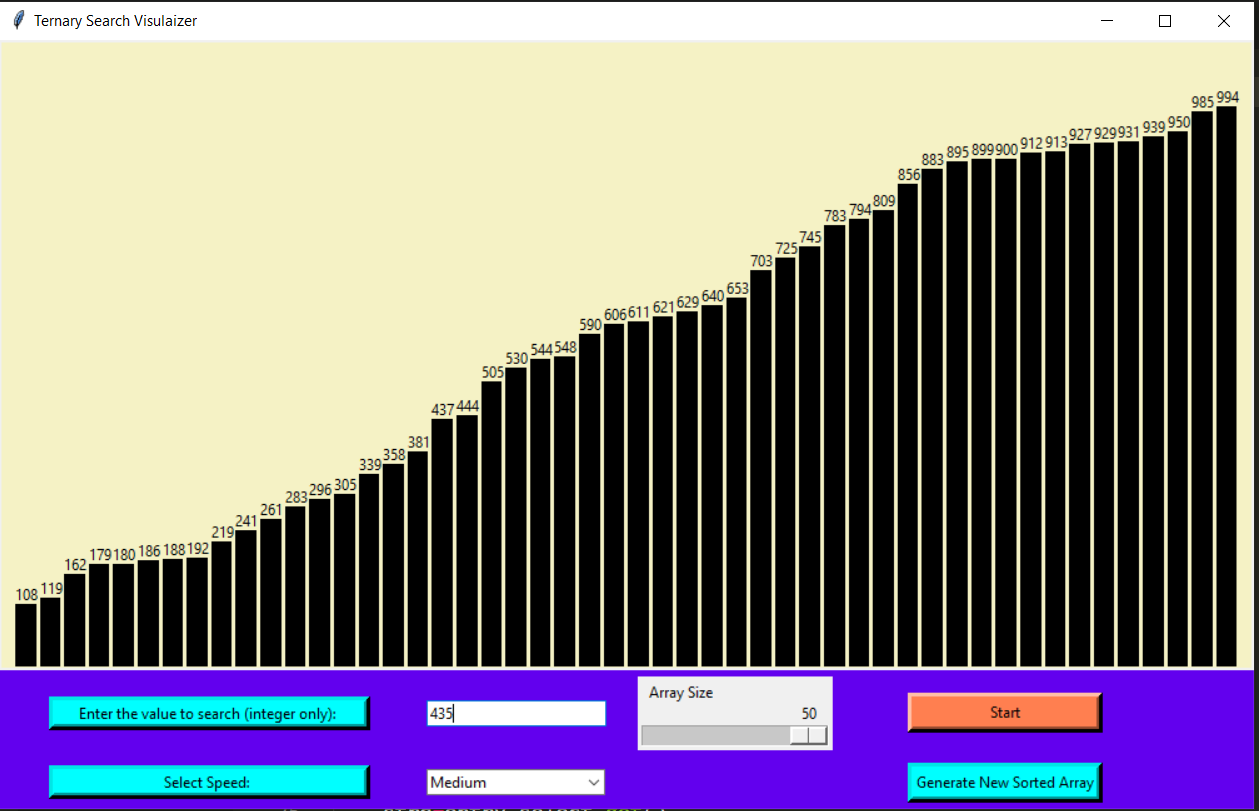 Ternary Search Visulaizer
985 994
927 929 931 939 950
883 895 899 900 912 913
856
783 794 809
703 725 745
590 606 611 621 629 640 653
505 530 544 548
437 444
339 358 381
261 283 296 305
219 241
162 179 180 186 188 192
108 119
Array Size
50
Enter the value to search (integer only):
435
Start
Select Speed:
Medium
Generate New Sorted Array